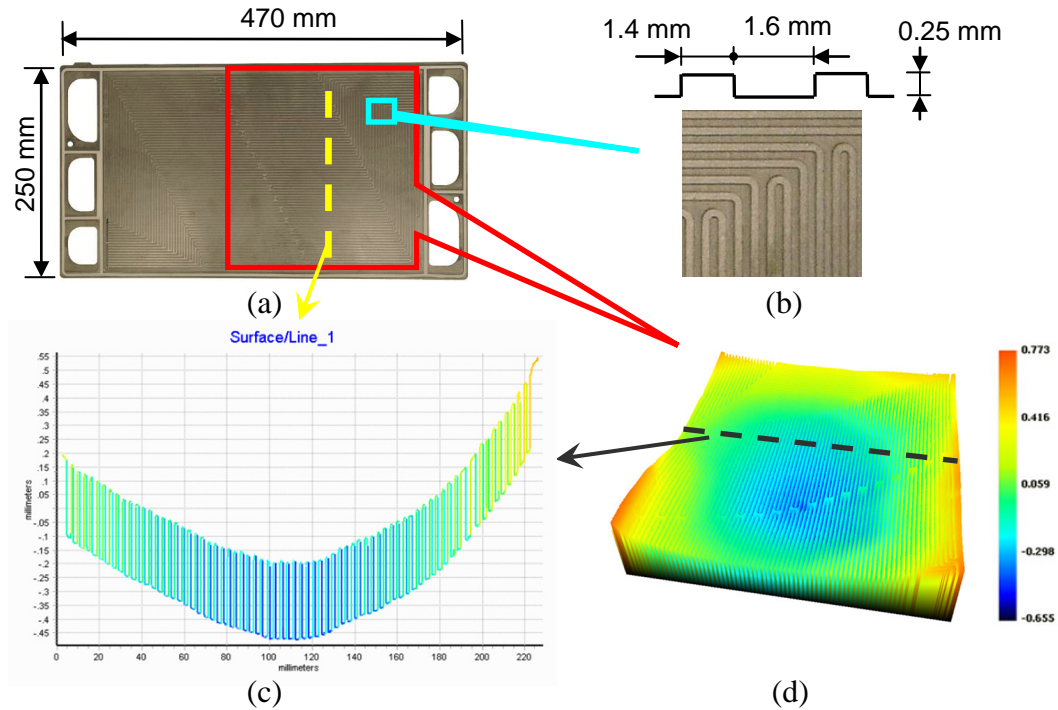 470 mm
250 mm
(a)
1.4 mm 1.6 mm 0.25 mm
(b)
Surface/Line_1
millimeters
.55
.5
.45
.4
.35
.3
.25
.2
.15
.1
.05
0
-.05
-.1
-.15
-.2
-.25
-.3
-.35
-.4
-.45
0 20 40 60 80 100 120 140 160 180 200 220
millimeters
(c)
0.773
0.416
0.059
-0.298
-0.655
(d)